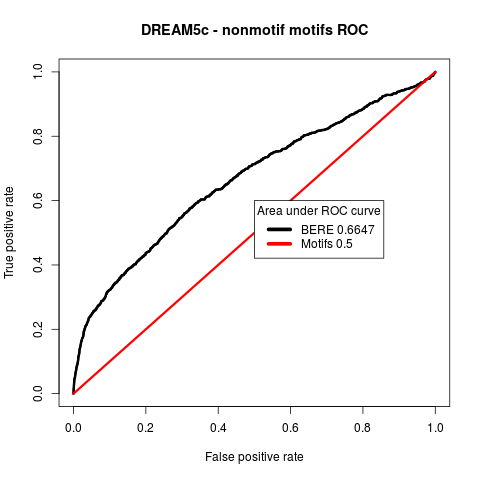 DREAM5c - nonmotif motifs ROC
True positive rate
1.0
0.8
0.6
0.4
0.2
0.0
Area under ROC curve
BERE 0.6647
Motifs 0.5
0.0 0.2 0.4 0.6 0.8 1.0
False positive rate